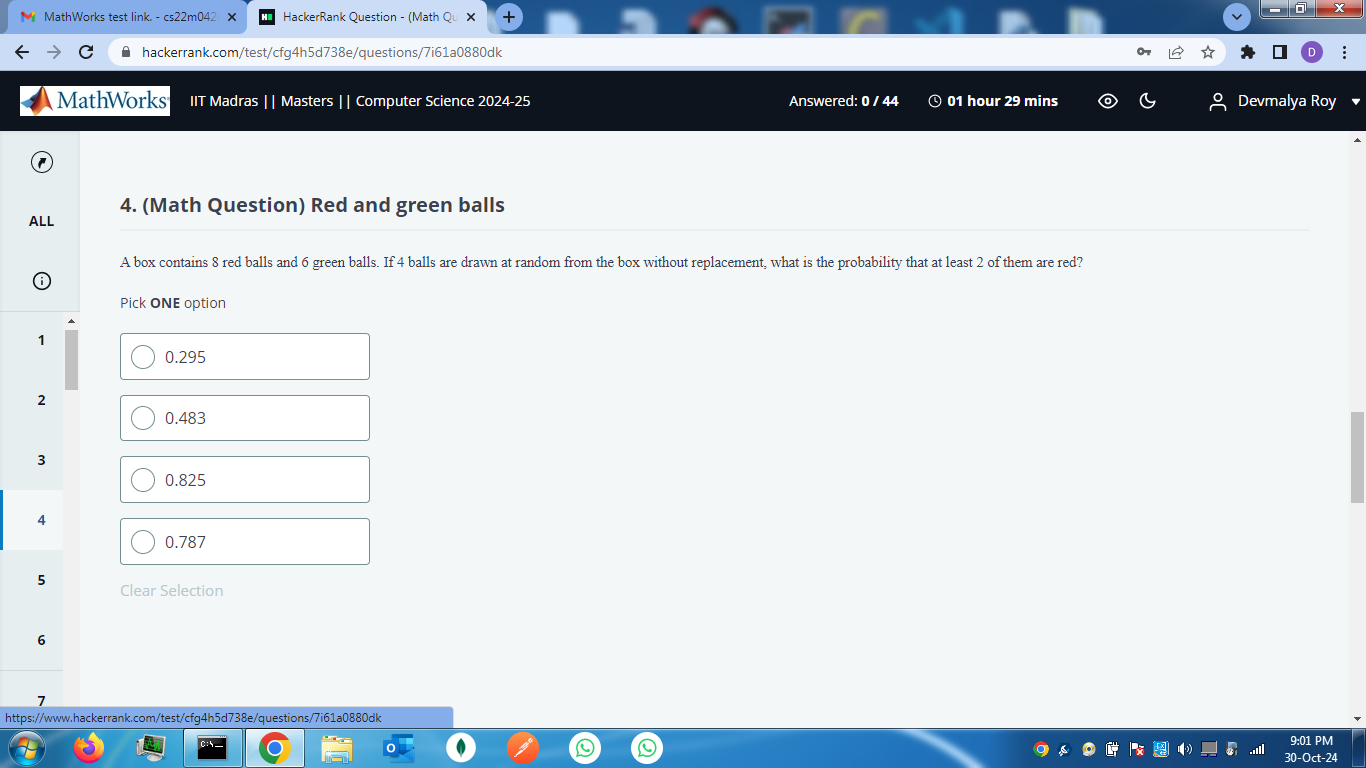 MathWorks test link. - cs22m042
HackerRank Question - (Math Qu
hackerrank.com/test/cfg4h5d738e/questions/7i61a0880dk
D
MathWorks
IIT Madras || Masters || Computer Science 2024-25
Answered: 0 / 44
01 hour 29 mins
Devmalya Roy
ALL
1
2
3
4
5
6
7
4. (Math Question) Red and green balls
A box contains 8 red balls and 6 green balls. If 4 balls are drawn at random from the box without replacement, what is the probability that at least 2 of them are red?
Pick ONE option
0.295
0.483
0.825
0.787
Clear Selection
https://www.hackerrank.com/test/cfg4h5d738e/questions/7i61a0880dk
9:01 PM
30-Oct-24